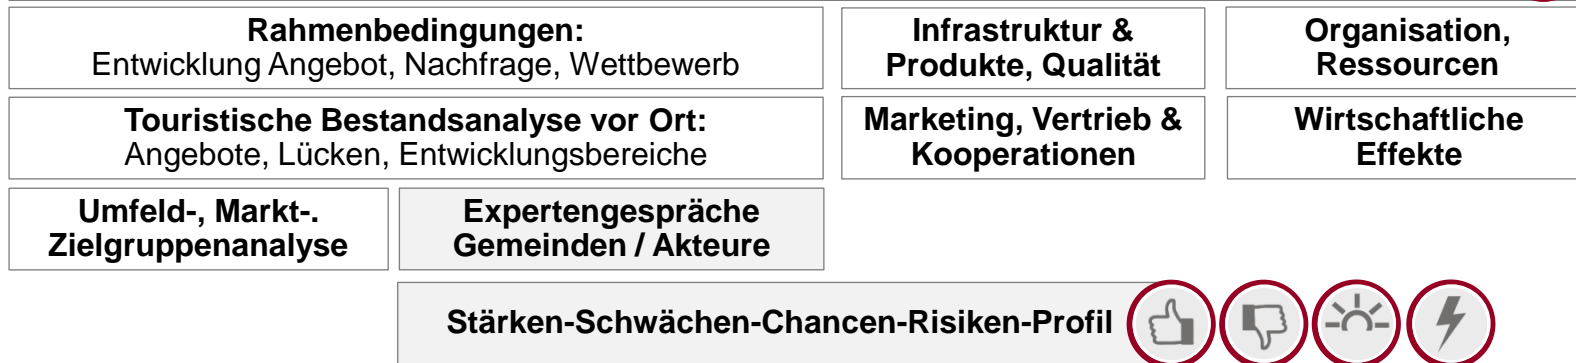 Rahmenbedingungen:
Entwicklung Angebot, Nachfrage, Wettbewerb
Infrastruktur &
Produkte, Qualität
Organisation,
Ressourcen
Touristische Bestandsanalyse vor Ort:
Angebote, Lücken, Entwicklungsbereiche
Marketing, Vertrieb &
Kooperationen
Wirtschaftliche
Effekte
Umfeld-, Markt-.
Zielgruppenanalyse
Expertengespräche
Gemeinden / Akteure
Stärken-Schwächen-Chancen-Risiken-Profil